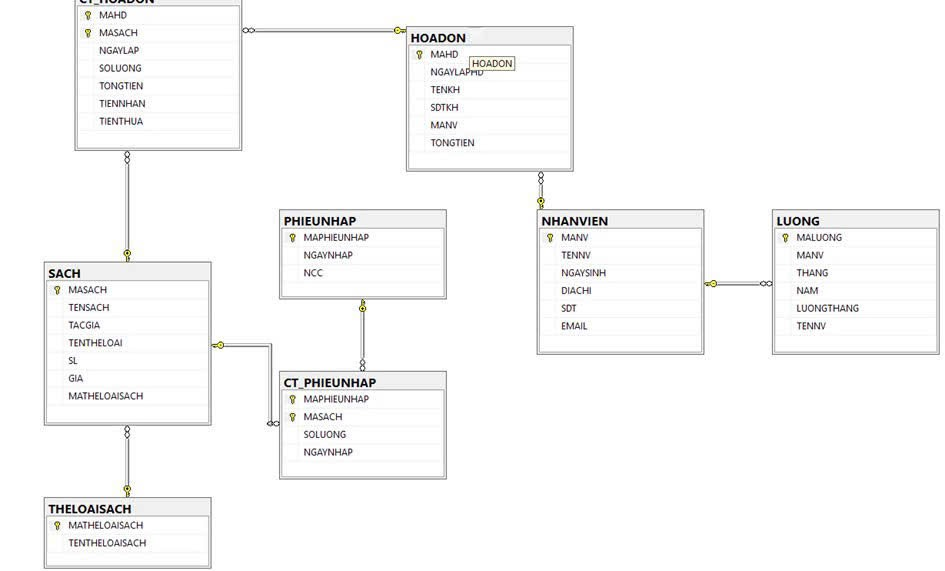 CT_HOADON
MAHD
MASACH
NGAYLAP
SOLUONG
TONGTIEN
TIENNHAN
TIENTHUA
HOADON
MAHD
HOADON
NGAYLAPHD
TENKH
SDTKH
MANV
TONGTIEN
PHIEUNHAP
MAPHIEUNHAP
NGAYNHAP
NCC
NHANVIEN
MANV
TENNV
NGAYSINH
DIACHI
SDT
EMAIL
LUONG
MALUONG
MANV
THANG
NAM
LUONGTHANG
TENNV
SACH
MASACH
TENSACH
TACGIA
TENTHELOAI
SL
GIA
MATHELOAISACH
CT_PHIEUNHAP
MAPHIEUNHAP
MASACH
SOLUONG
NGAYNHAP
THELOAISACH
MATHELOAISACH
TENTHELOAISACH